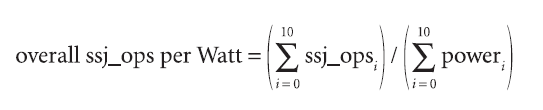 overall ssj_ops per Watt = (∑_{i=0}^{10} ssj_ops_i) / (∑_{i=0}^{10} power_i)